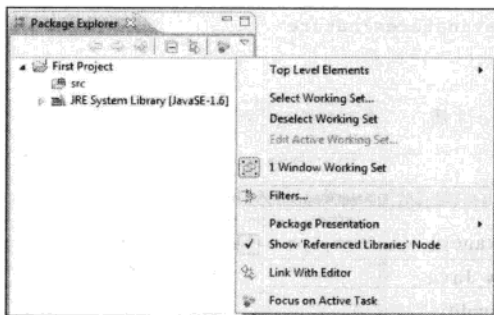 Package Explorer
First Project
src
JRE System Library [JavaSE-1.6]
Top Level Elements
Select Working Set...
Deselect Working Set
Edit Active Working Set...
1 Window Working Set
Filters...
Package Presentation
Show 'Referenced Libraries' Node
Link With Editor
Focus on Active Task